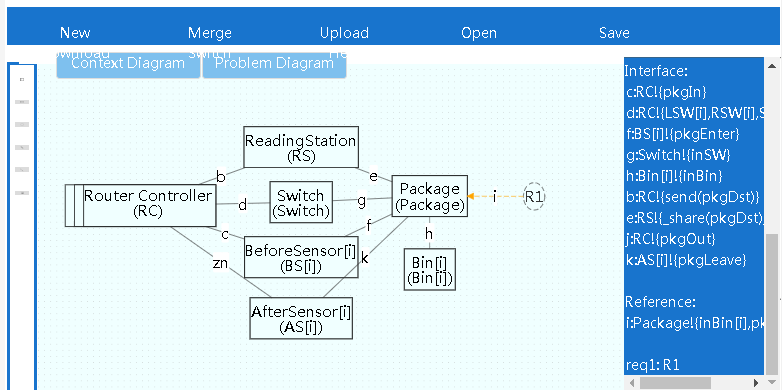 New Merge Upload Open Save
Context Diagram Problem Diagram
ReadingStation
(RS)
b
e
Router Controller
(RC)
d
Switch
(Switch)
g
Package
(Package)
i
R1
c
f
h
BeforeSensor[i]
(BS[i])
k
Bin[i]
(Bin[i])
zn
AfterSensor[i]
(AS[i])
Interface:
c:RC!{pkgIn}
d:RC!{LSW[i],RSW[i],S
f:BS[i]!{pkgEnter}
g:Switch!{inSW}
h:Bin[i]!{inBin}
b:RC!{send(pkgDst)}
e:RS!{_share(pkgDst)
j:RC!{pkgOut}
k:AS[i]!{pkgLeave}
Reference:
i:Package!{inBin[i],pk
req1: R1